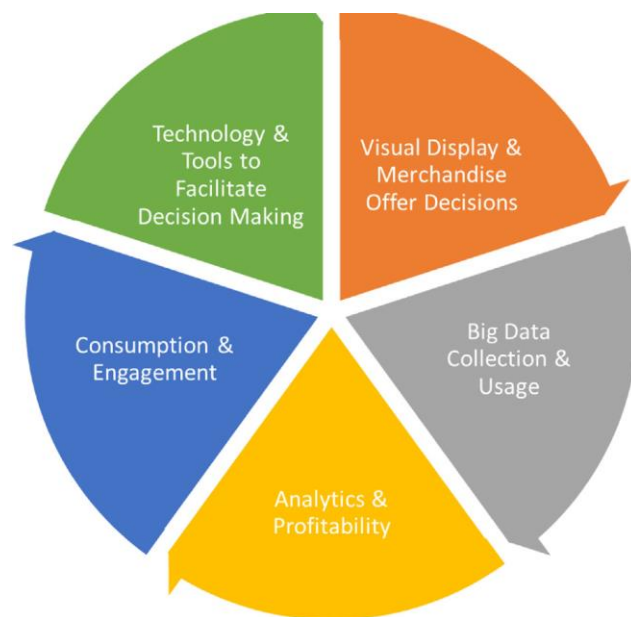 Technology &
Tools to
Facilitate
Decision Making
Visual Display &
Merchandise
Offer Decisions
Consumption &
Engagement
Big Data
Collection &
Usage
Analytics &
Profitability